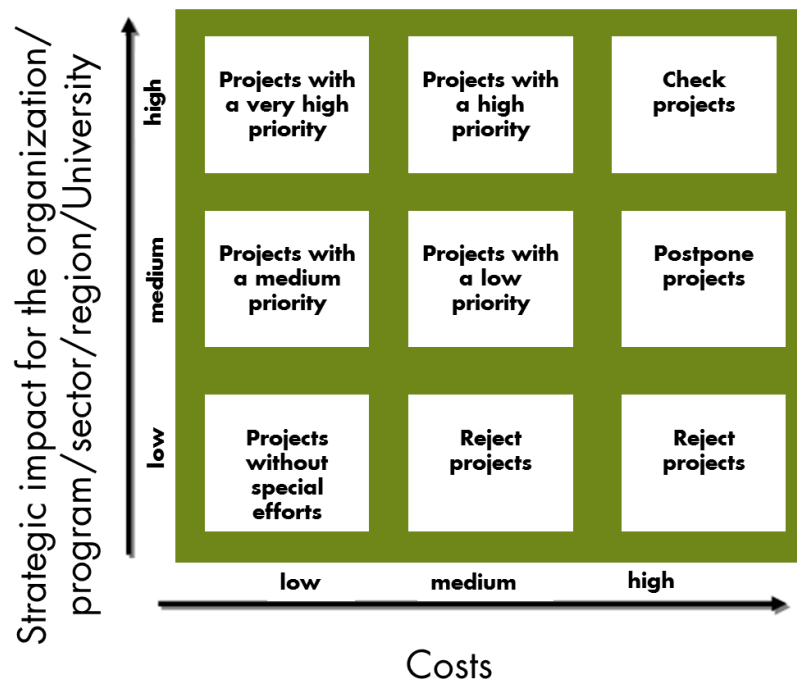 Strategic impact for the organization/
program/sector/region/University
high
Projects with
a very high
priority
Projects with
a high
priority
Check
projects
medium
Projects with
a medium
priority
Projects with
a low
priority
Postpone
projects
low
Projects
without
special
efforts
Reject
projects
Reject
projects
low
medium
high
Costs